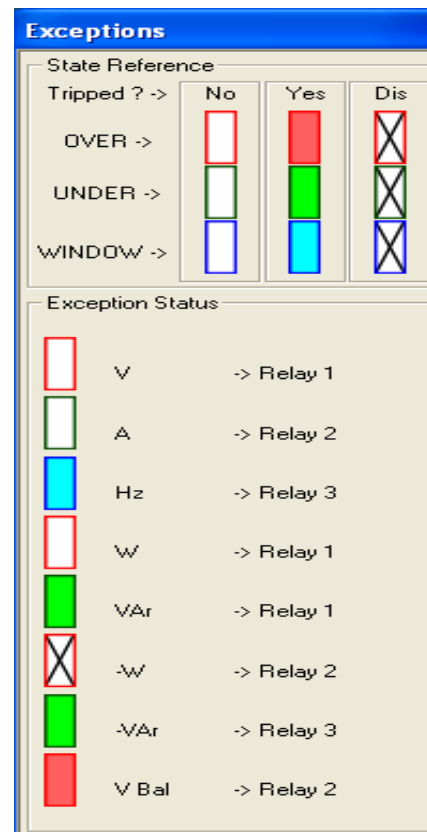 Exceptions
State Reference
Tripped ? -> No Yes Dis
OVER ->
UNDER ->
WINDOW ->
Exception Status
V -> Relay 1
A -> Relay 2
Hz -> Relay 3
W -> Relay 1
VAr -> Relay 1
-W -> Relay 2
-VAr -> Relay 3
V Bal -> Relay 2